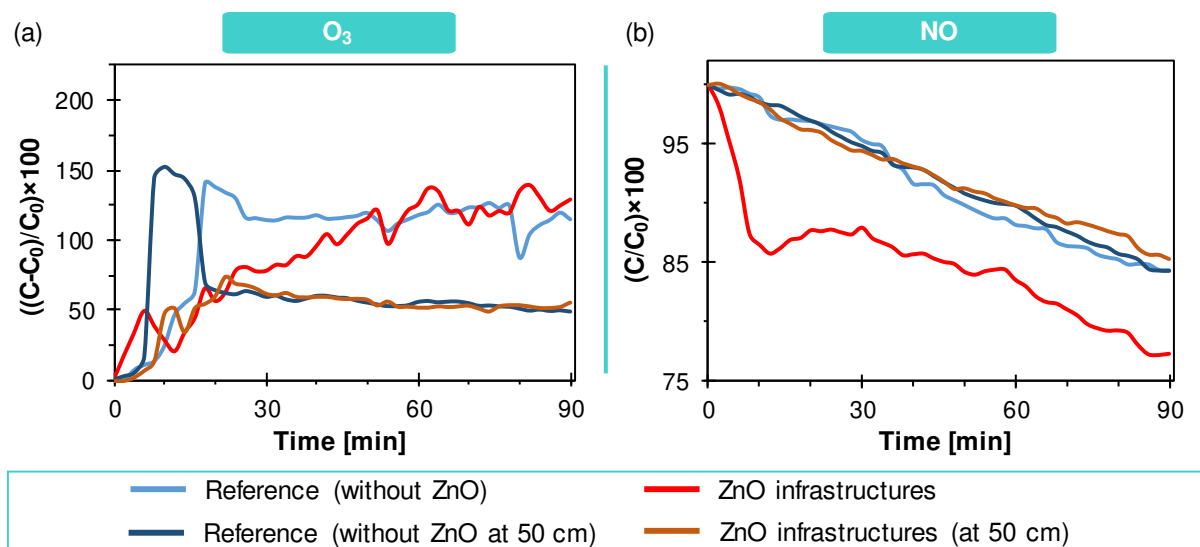 (a)
O₃
((C-C₀)/C₀)×100
200
150
100
50
0
0 30 60 90
Time [min]
(b)
NO
(C/C₀)×100
95
85
75
0 30 60 90
Time [min]
Reference (without ZnO)
ZnO infrastructures
Reference (without ZnO at 50 cm)
ZnO infrastructures (at 50 cm)